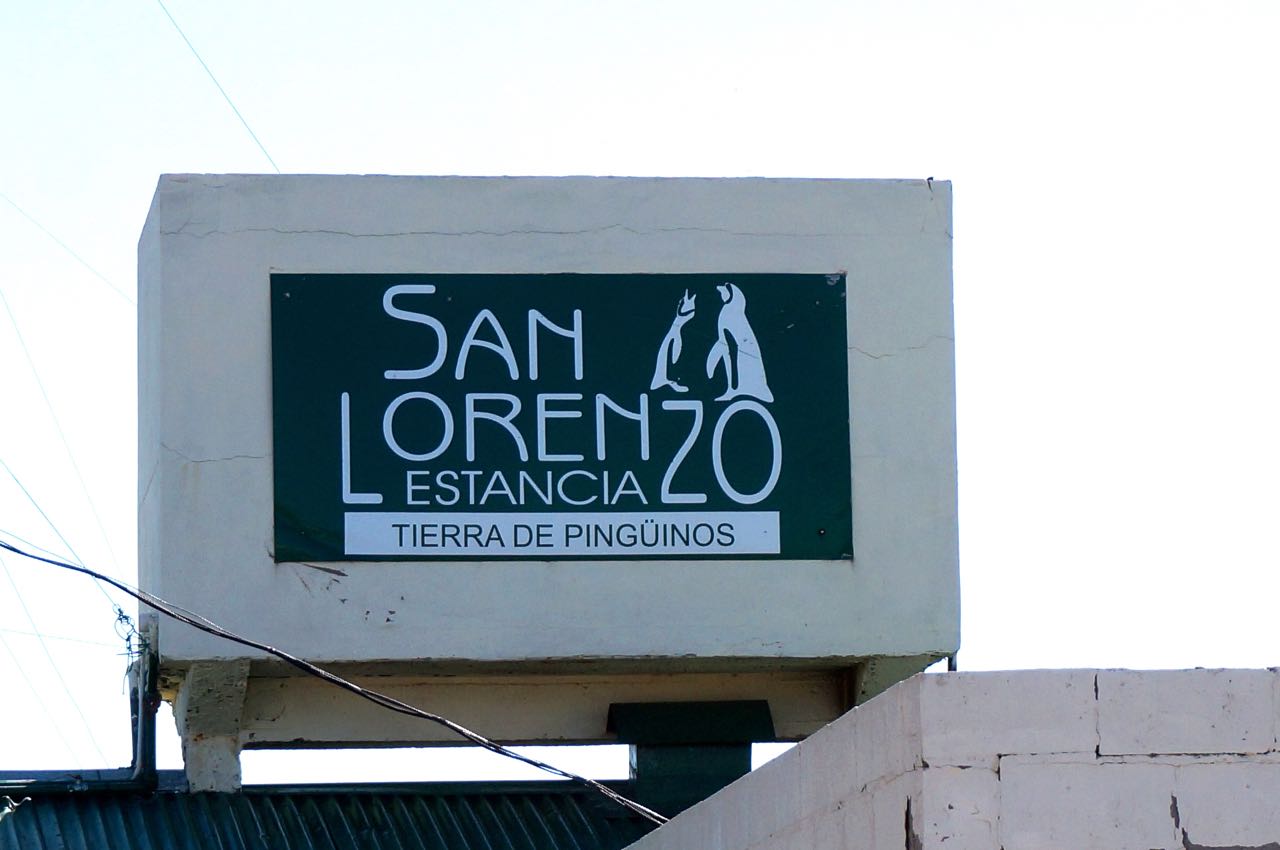 SAN
LORENZO
ESTANCIA
TIERRA DE PINGÜINOS